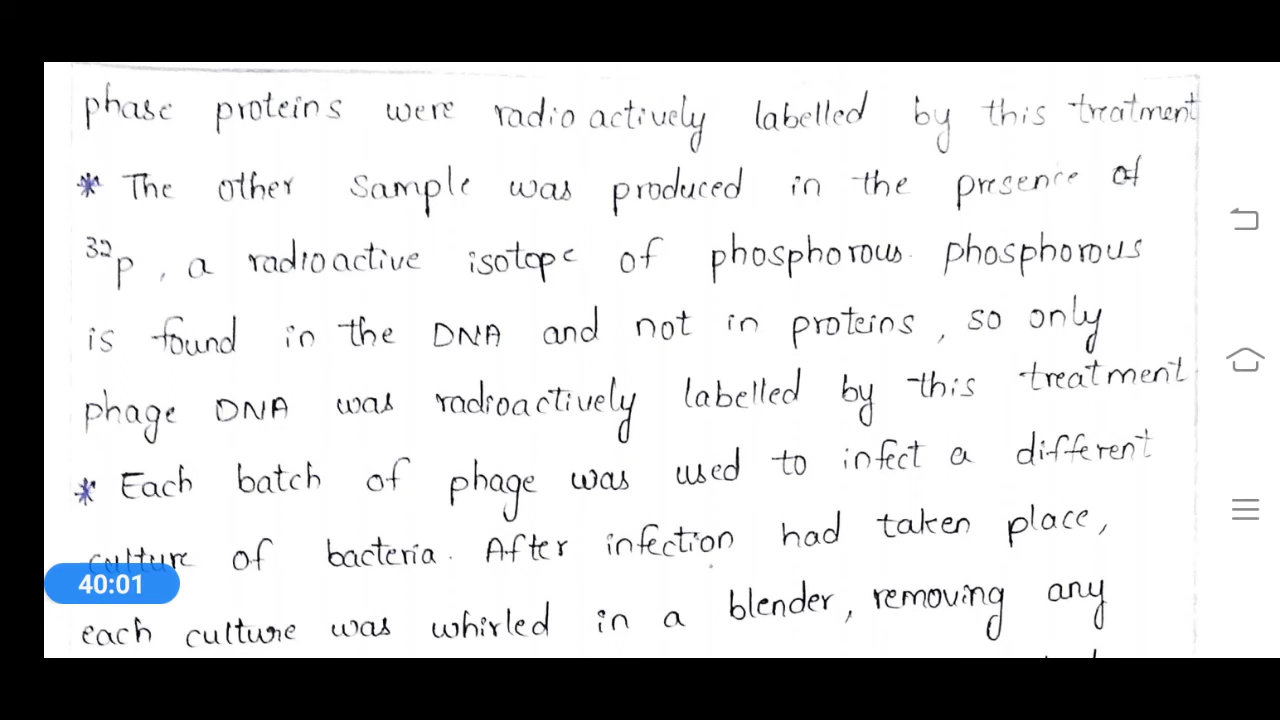 phase proteins were radio actively labelled by this treatment
* The other sample was produced in the presence of
³²p, a radioactive isotope of phosphorous. phosphorous
is found in the DNA and not in proteins, so only
phage DNA was radioactively labelled by this treatment
* Each batch of phage was used to infect a different
culture of bacteria. After infection had taken place,
40:01
each culture was whirled in a blender, removing any